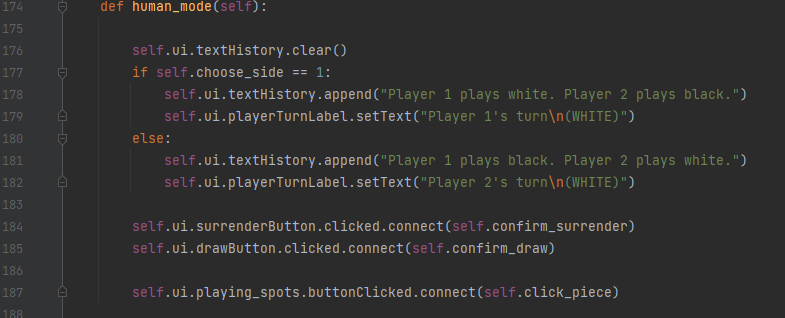 174 def human_mode(self):
175
176 self.ui.textHistory.clear()
177 if self.choose_side == 1:
178 self.ui.textHistory.append("Player 1 plays white. Player 2 plays black.")
179 self.ui.playerTurnLabel.setText("Player 1's turn\n(WHITE)")
180 else:
181 self.ui.textHistory.append("Player 1 plays black. Player 2 plays white.")
182 self.ui.playerTurnLabel.setText("Player 2's turn\n(WHITE)")
183
184 self.ui.surrenderButton.clicked.connect(self.confirm_surrender)
185 self.ui.drawButton.clicked.connect(self.confirm_draw)
186
187 self.ui.playing_spots.buttonClicked.connect(self.click_piece)
188